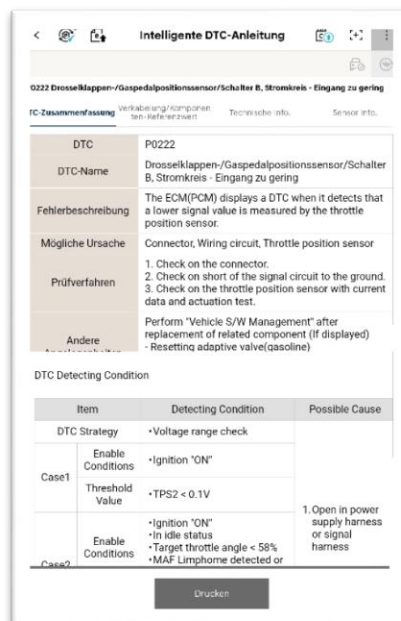 Intelligente DTC-Anleitung
0222 Drosselklappen-/Gaspedalpositionssensor/Schalter B, Stromkreis - Eingang zu gering
TC-Zusammenfassung
Verkabelung/Komponen
ten-Referenzwert
Technische Info.
Sensor Info.
DTC
P0222
DTC-Name
Drosselklappen-/Gaspedalpositionssensor/Schalter
B, Stromkreis - Eingang zu gering
Fehlerbeschreibung
The ECM(PCM) displays a DTC when it detects that
a lower signal value is measured by the throttle
position sensor.
Mögliche Ursache
Connector, Wiring circuit, Throttle position sensor
Prüfverfahren
1. Check on the connector.
2. Check on short of the signal circuit to the ground.
3. Check on the throttle position sensor with current
data and actuation test.
Andere
Perform "Vehicle S/W Management" after
replacement of related component (If displayed)
- Resetting adaptive value(gasoline)
DTC Detecting Condition
Item
Detecting Condition
Possible Cause
DTC Strategy
•Voltage range check
Case1
Enable
Conditions
•Ignition "ON"
Threshold
Value
•TPS2 < 0.1V
1.Open in power
supply harness
or signal
harness
Case2
Enable
Conditions
•Ignition "ON"
•In idle status
•Target throttle angle < 58%
•MAF Limphome detected or
Drucken